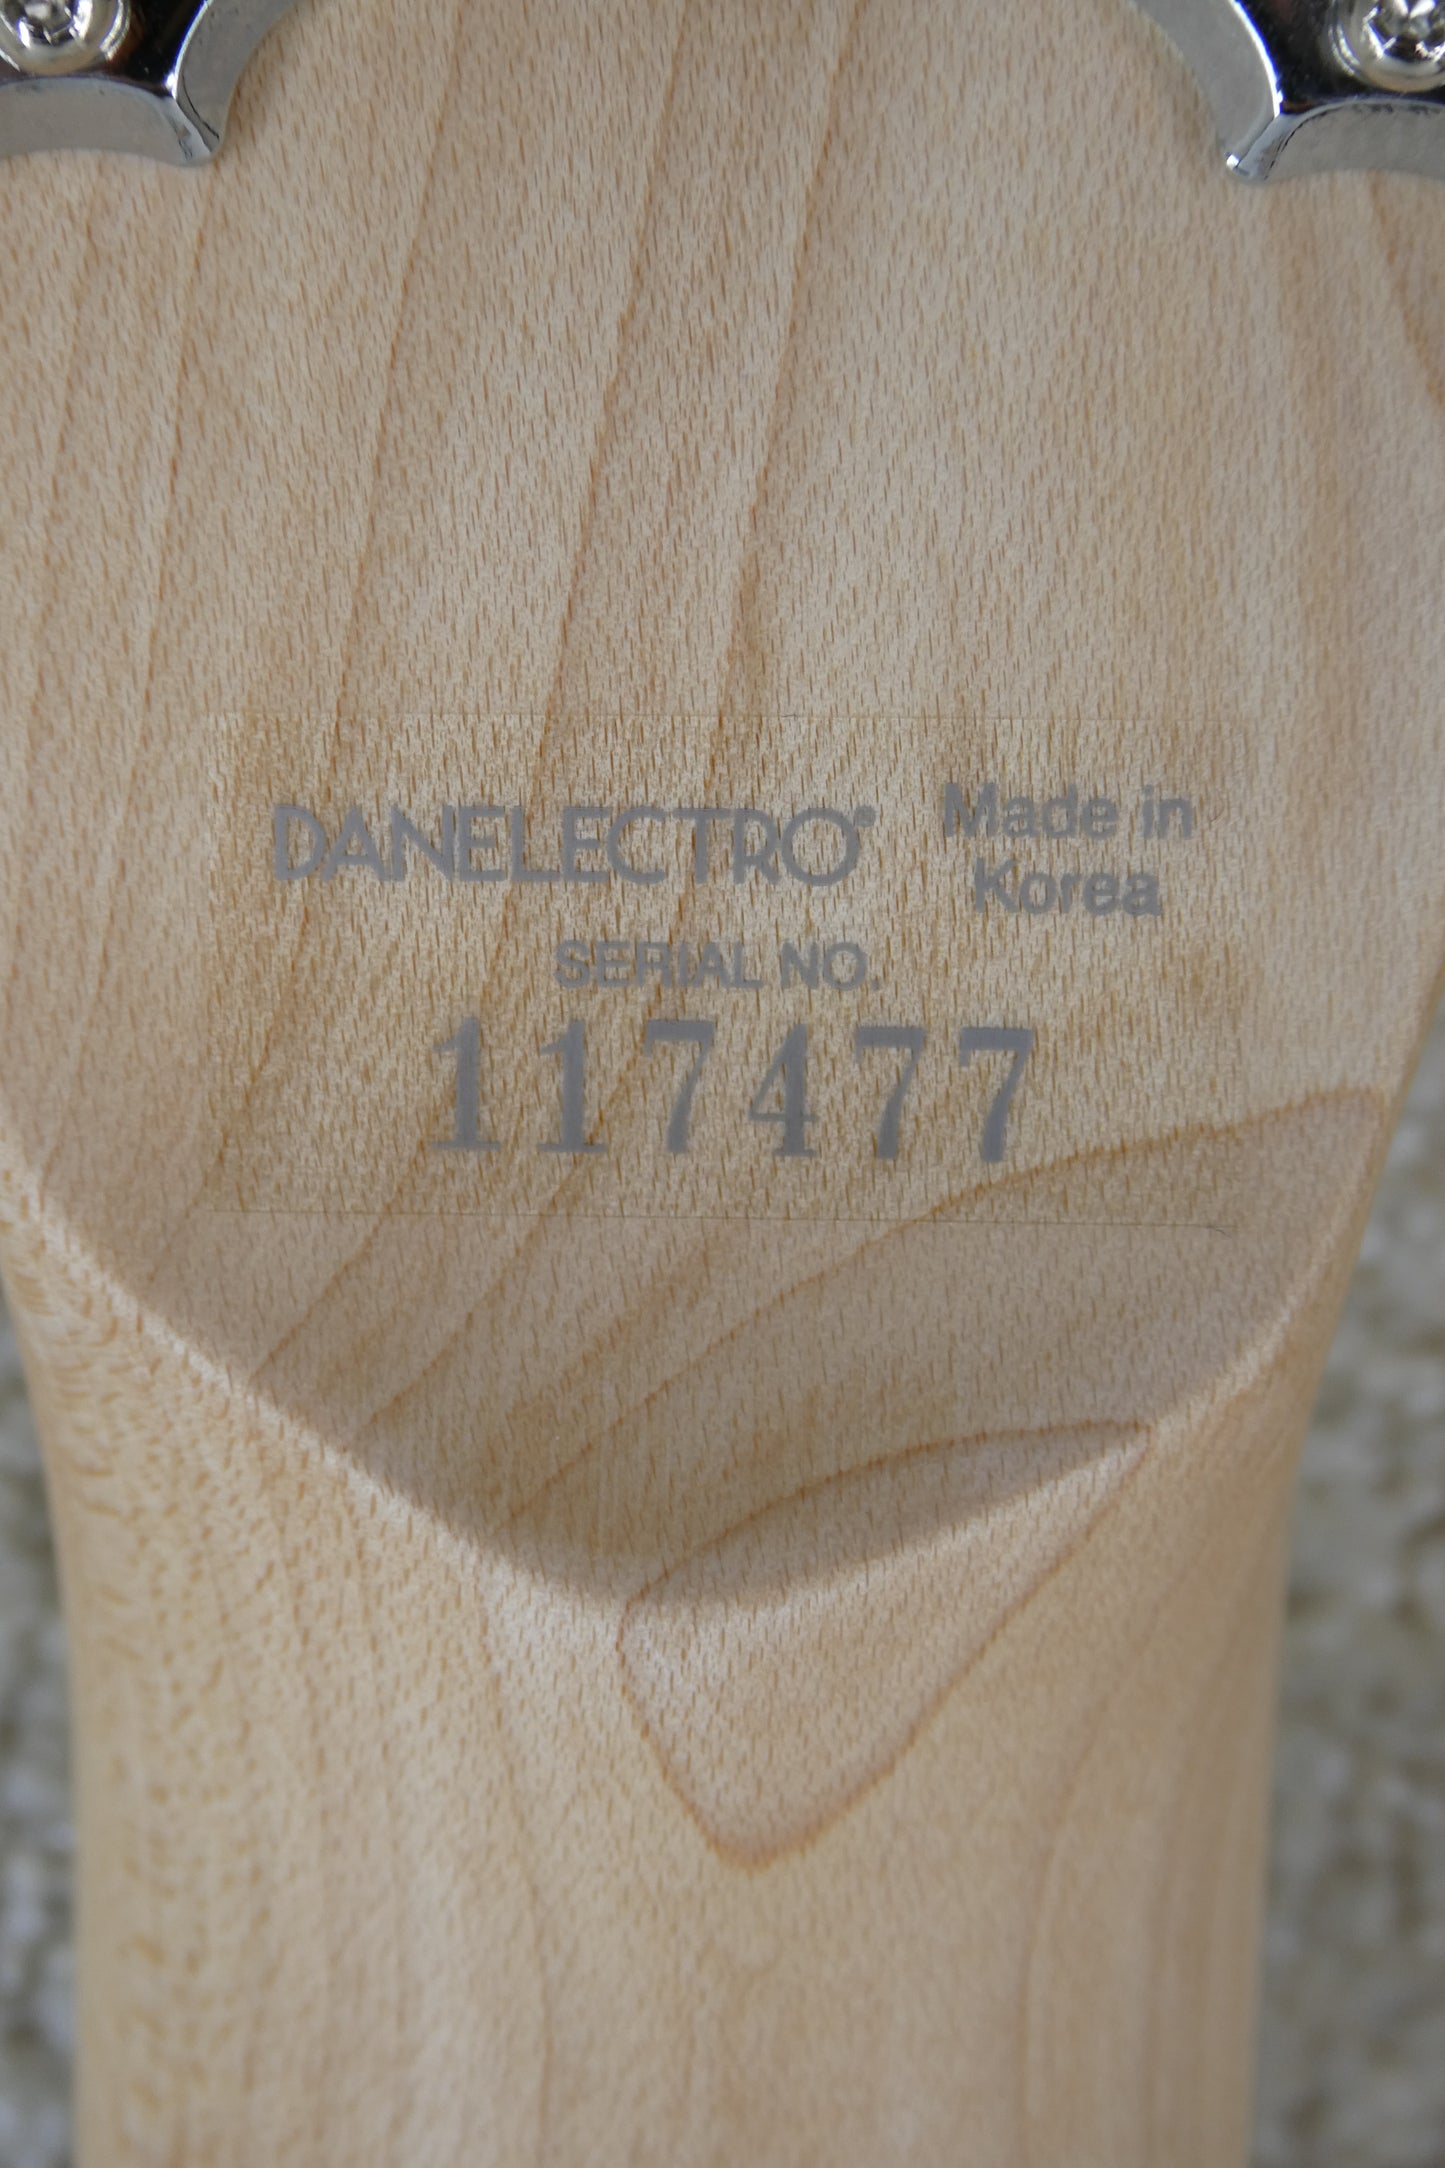 DANELECTRO® Made in
Korea
SERIAL NO.
117477